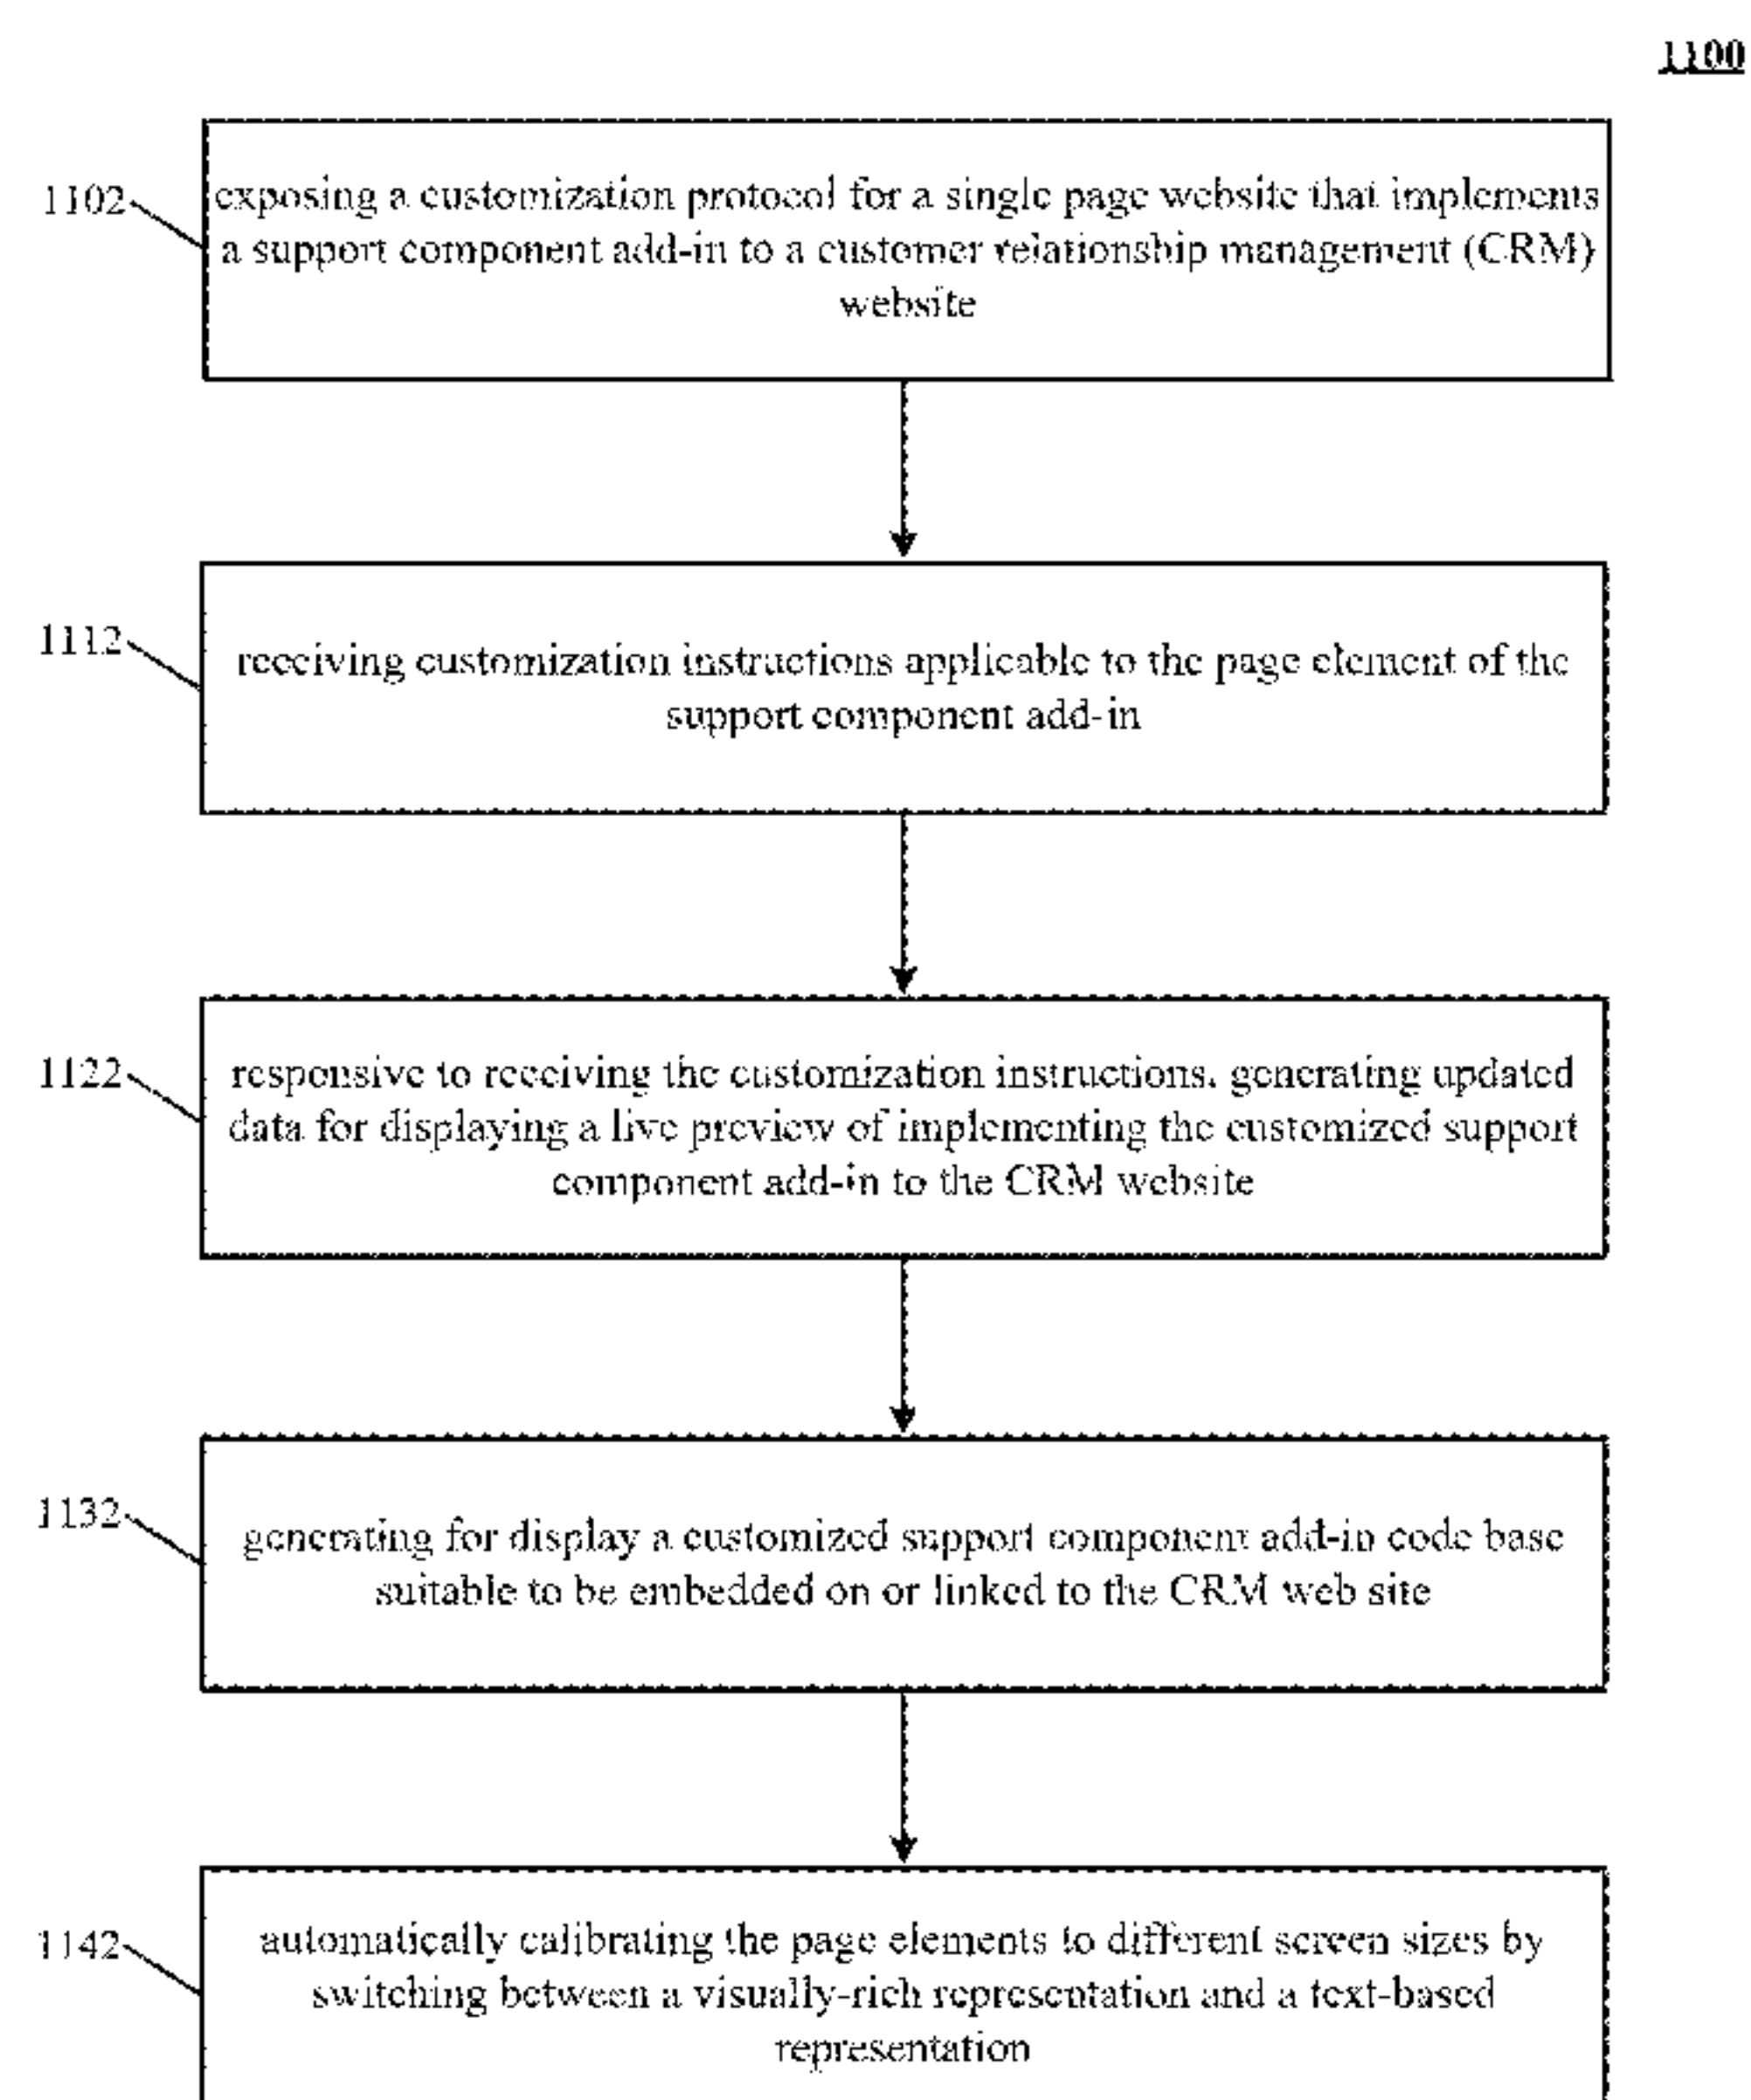 1100
1102
exposing a customization protocol for a single page website that implements
a support component add-in to a customer relationship management (CRM)
website
1112
receiving customization instructions applicable to the page element of the
support component add-in
1122
responsive to receiving the customization instructions, generating updated
data for displaying a live preview of implementing the customized support
component add-in to the CRM website
1132
generating for display a customized support component add-in code base
suitable to be embedded on or linked to the CRM web site
1142
automatically calibrating the page elements to different screen sizes by
switching between a visually-rich representation and a text-based
representation